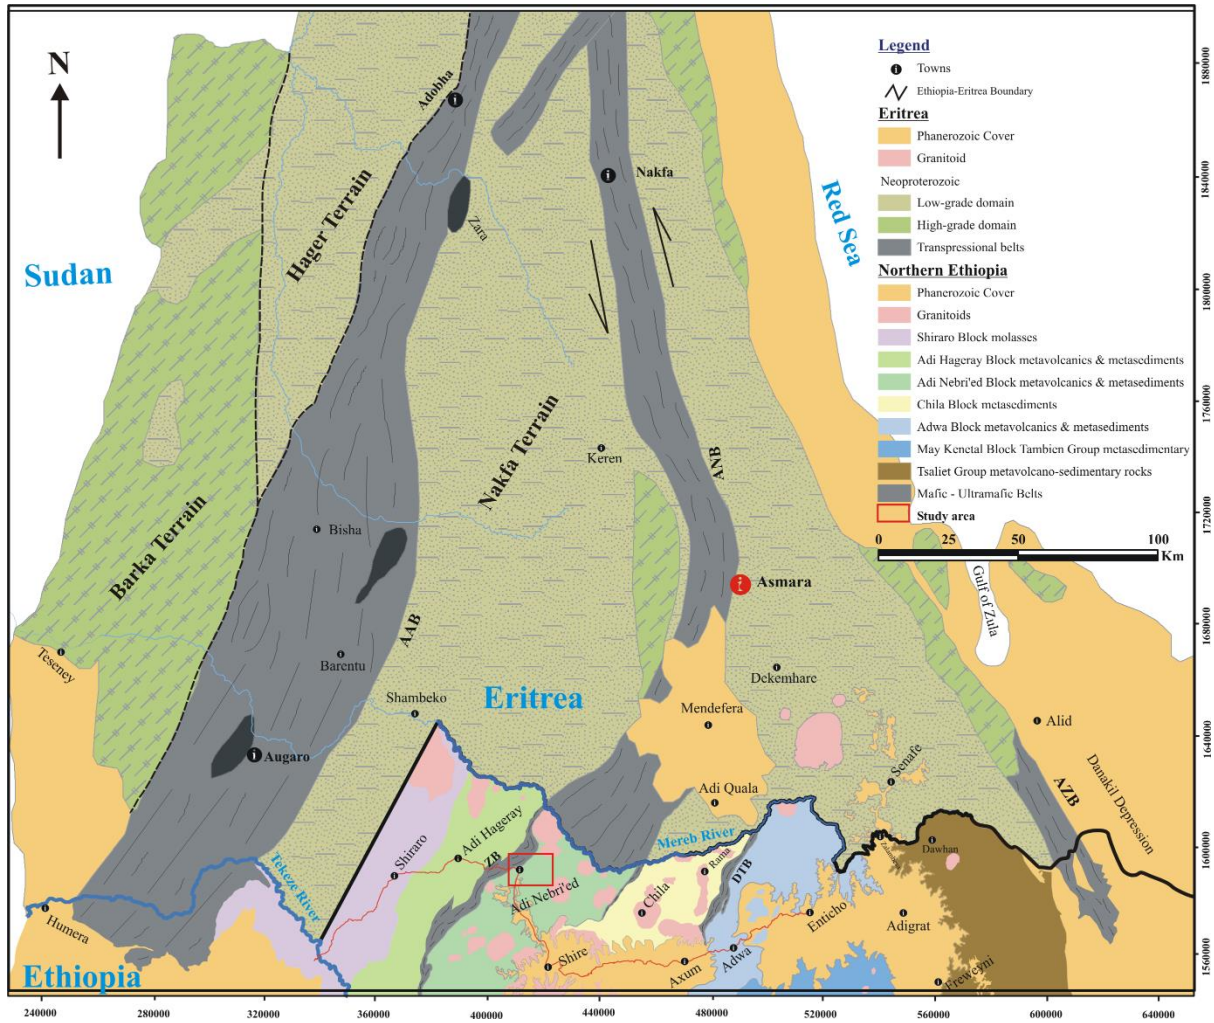 N
Sudan
Red Sea
Adobha
Nakfa
Zara
Hager Terrain
Nakfa Terrain
Barka Terrain
Keren
ANB
Bisha
Asmara
Gulf of Zula
AAB
Barentu
Teseney
Dekemhare
Shambeko
Eritrea
Mendefera
Alid
Augaro
Senafe
Adi Quala
AZB
Danakil Depression
Mereb River
Shiraro
Adi Hageray
ZB
Adi Nebri'ed
Rama
DTB
Chila
Dawhan
Tekeze River
Humera
Enticho
Adigrat
Shire
Axum
Adwa
Freweyni
Ethiopia
Legend
Towns
Ethiopia-Eritrea Boundary
Eritrea
Phanerozoic Cover
Granitoid
Neoproterozoic
Low-grade domain
High-grade domain
Transpressional belts
Northern Ethiopia
Phanerozoic Cover
Granitoids
Shiraro Block molasses
Adi Hageray Block metavolcanics & metasediments
Adi Nebri'ed Block metavolcanics & metasediments
Chila Block metasediments
Adwa Block metavolcanics & metasediments
May Kenetal Block Tambien Group metasedimentary
Tsaliet Group metavolcano-sedimentary rocks
Mafic - Ultramafic Belts
Study area
0 25 50 100
Km
1880000
1840000
1800000
1760000
1720000
1680000
1640000
1600000
1560000
240000 280000 320000 360000 400000 440000 480000 520000 560000 600000 640000